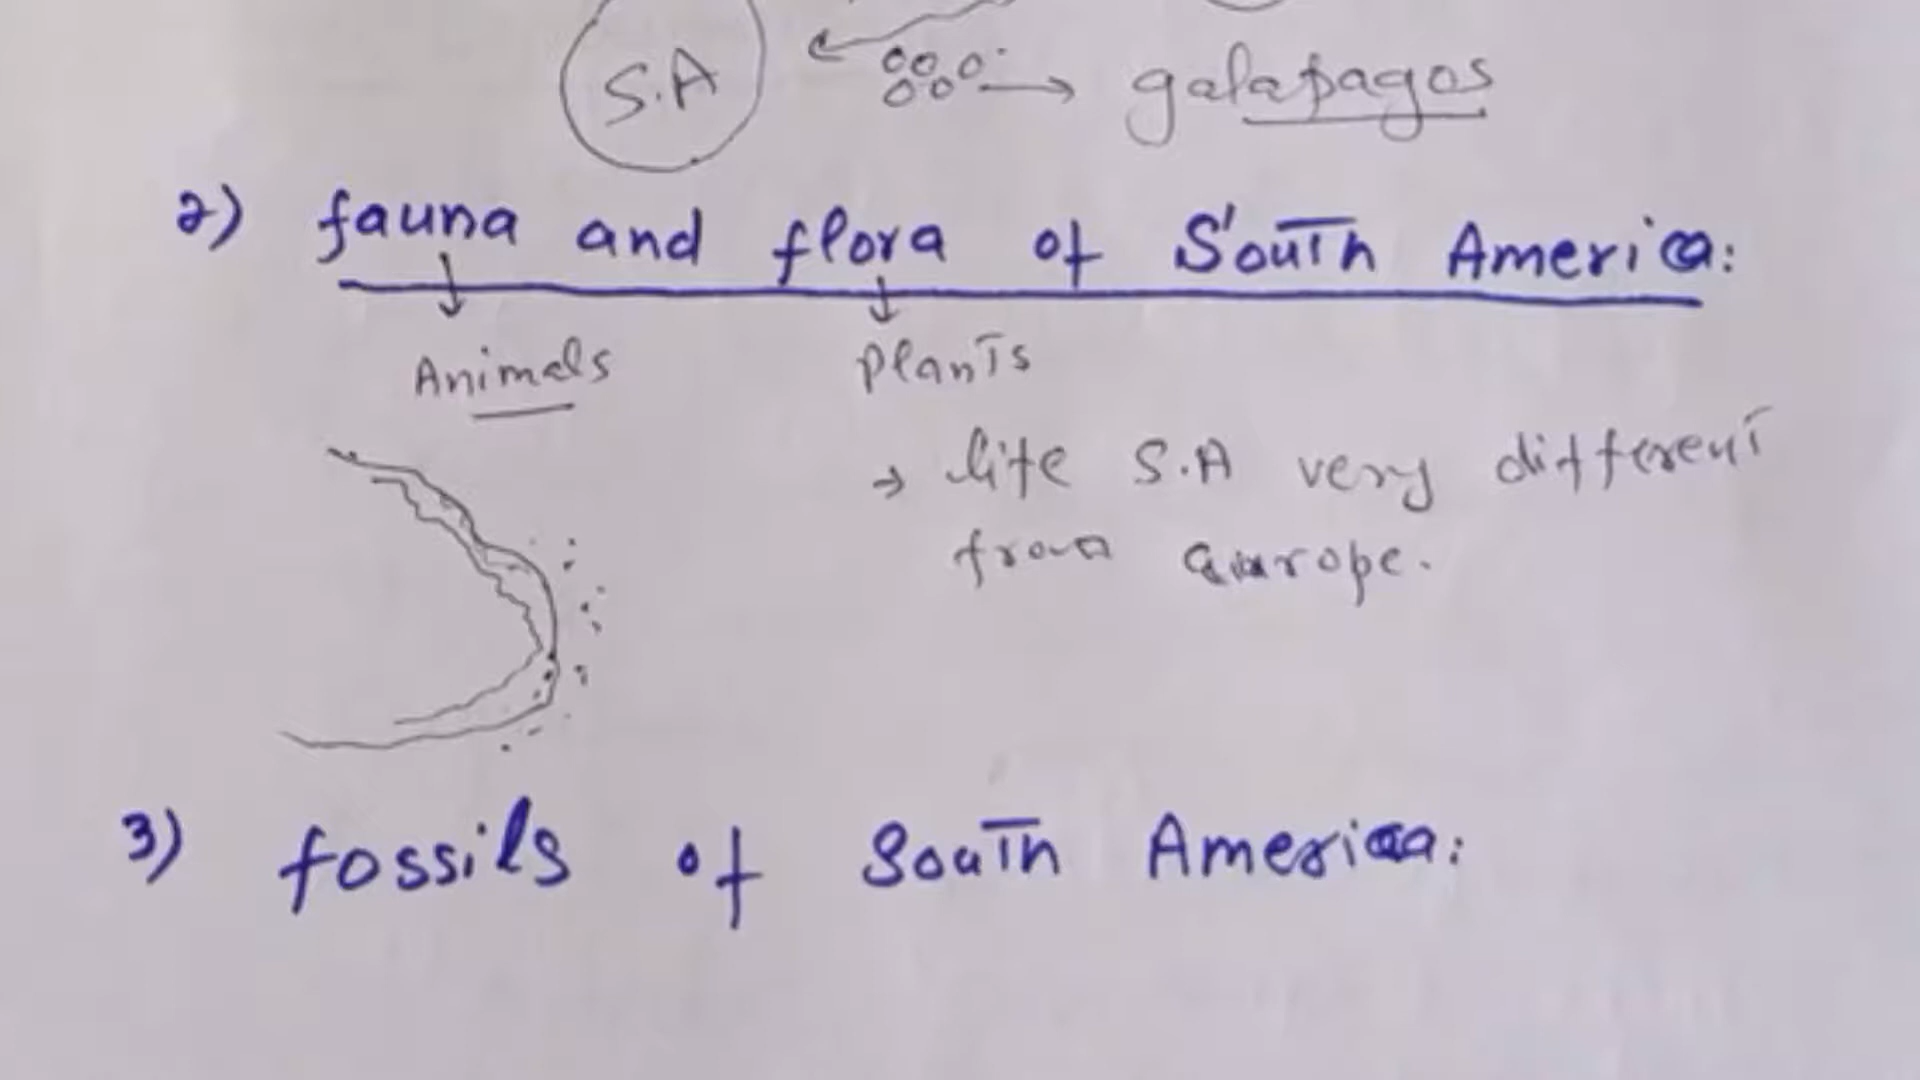 S.A → galapagos
2) fauna and flora of South America:
Animals Plants
→ life S.A very different
from europe.
3) fossils of South America: